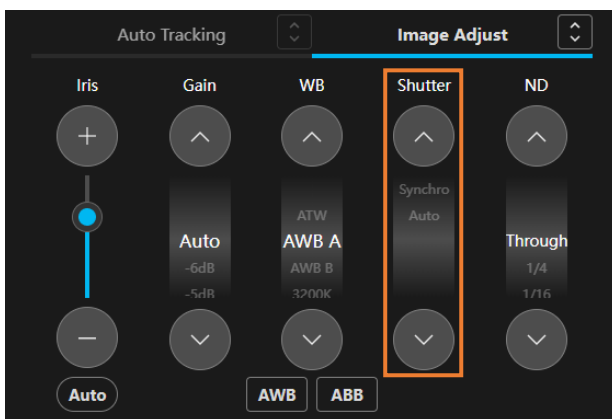 Auto Tracking
Image Adjust
Iris Gain WB Shutter ND
Synchro
ATW Auto
Auto AWB A Through
-6dB AWB B 1/4
-5dB 3200K 1/16
Auto AWB ABB